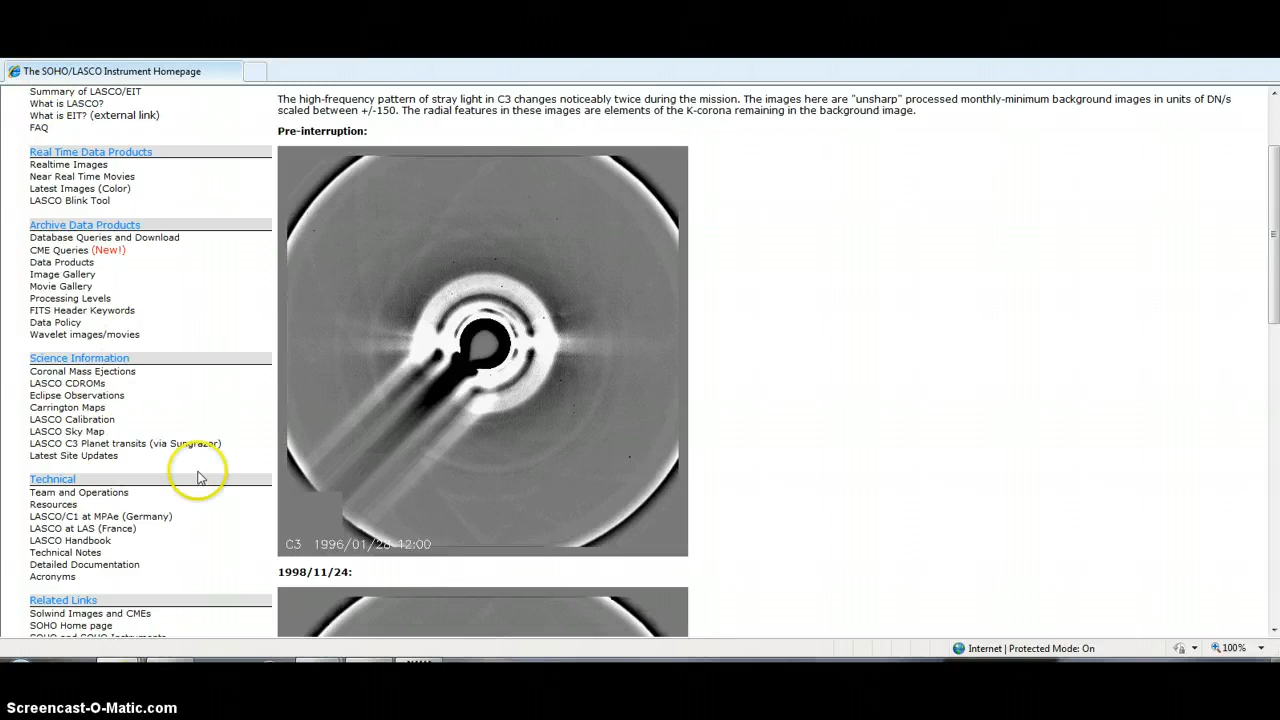 The SOHO/LASCO Instrument Homepage
Summary of LASCO/EIT
What is LASCO?
What is EIT? (external link)
FAQ
Real Time Data Products
Realtime Images
Near Real Time Movies
Latest Images (Color)
LASCO Blink Tool
Archive Data Products
Database Queries and Download
CME Queries (New!)
Data Products
Image Gallery
Movie Gallery
Processing Levels
FITS Header Keywords
Data Policy
Wavelet images/movies
Science Information
Coronal Mass Ejections
LASCO CDROMs
Eclipse Observations
Carrington Maps
LASCO Calibration
LASCO Sky Map
LASCO C3 Planet transits (via Sungrazer)
Latest Site Updates
Technical
Team and Operations
Resources
LASCO/C1 at MPAe (Germany)
LASCO at LAS (France)
LASCO Handbook
Technical Notes
Detailed Documentation
Acronyms
Related Links
Solwind Images and CMEs
SOHO Home page
SOHO and SOHO Instruments
The high-frequency pattern of stray light in C3 changes noticeably twice during the mission. The images here are "unsharp" processed monthly-minimum background images in units of DN/s
scaled between +/-150. The radial features in these images are elements of the K-corona remaining in the background image.
Pre-interruption:
C3 1996/01/26 12:00
1998/11/24:
Internet | Protected Mode: On
100%
Screencast-O-Matic.com